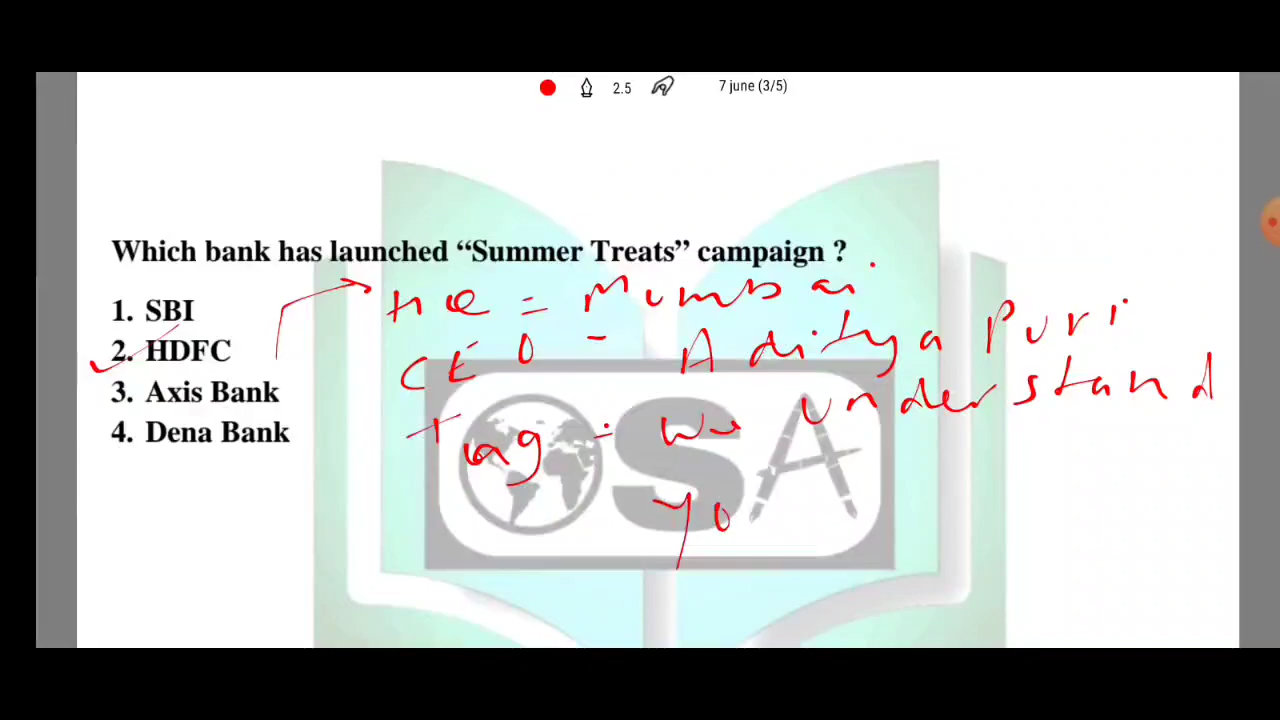 2.5 7 june (3/5)
Which bank has launched “Summer Treats” campaign ?
1. SBI
2. HDFC
3. Axis Bank
4. Dena Bank
HQ = Mumbai
CEO - Aditya Puri
Tag = We understand
Yo
OSA